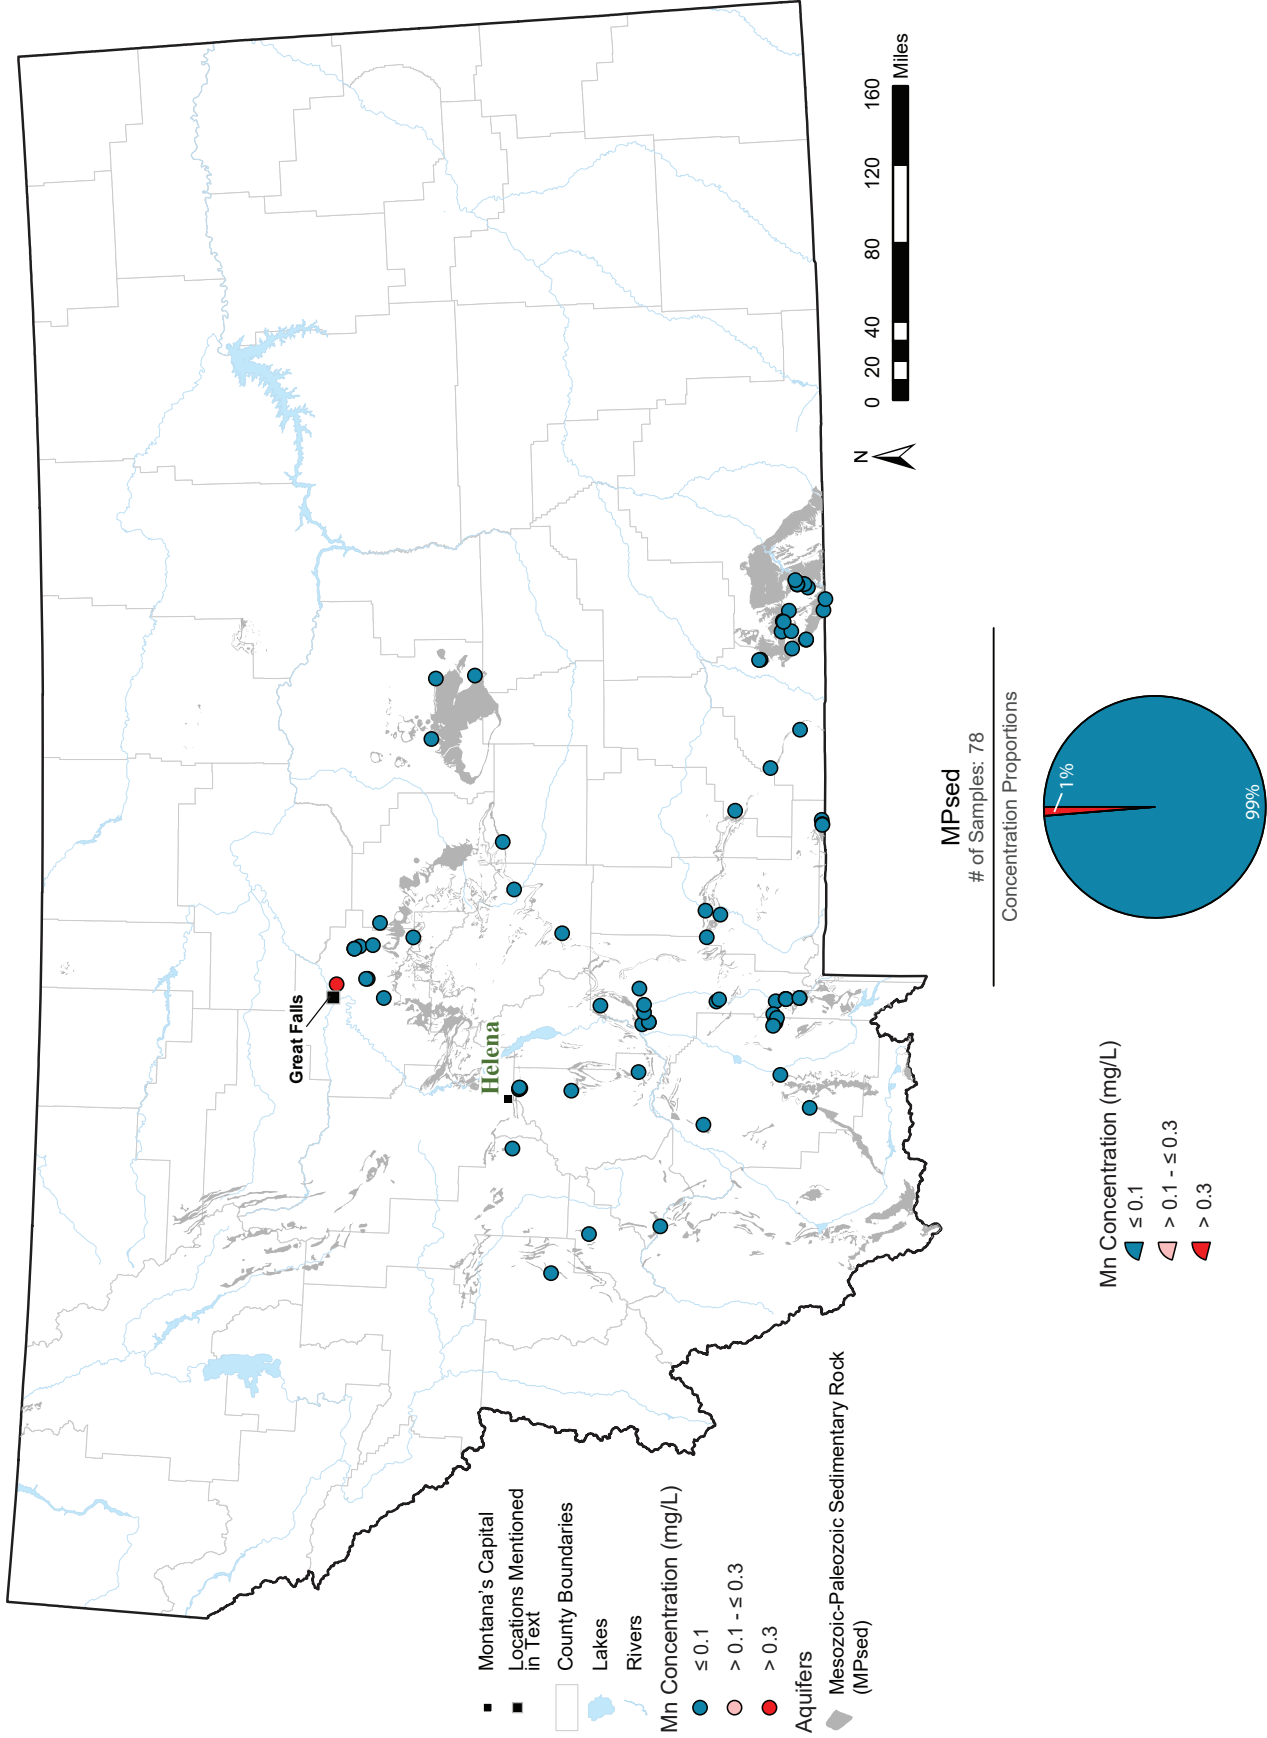 Great Falls
Helena
Montana's Capital
Locations Mentioned
in Text
County Boundaries
Lakes
Rivers
Mn Concentration (mg/L)
≤ 0.1
> 0.1 - ≤ 0.3
> 0.3
Aquifers
Mesozoic-Paleozoic Sedimentary Rock
(MPsed)
N
0 20 40 80 120 160
Miles
MPsed
# of Samples: 78
Concentration Proportions
1%
99%
Mn Concentration (mg/L)
≤ 0.1
> 0.1 - ≤ 0.3
> 0.3